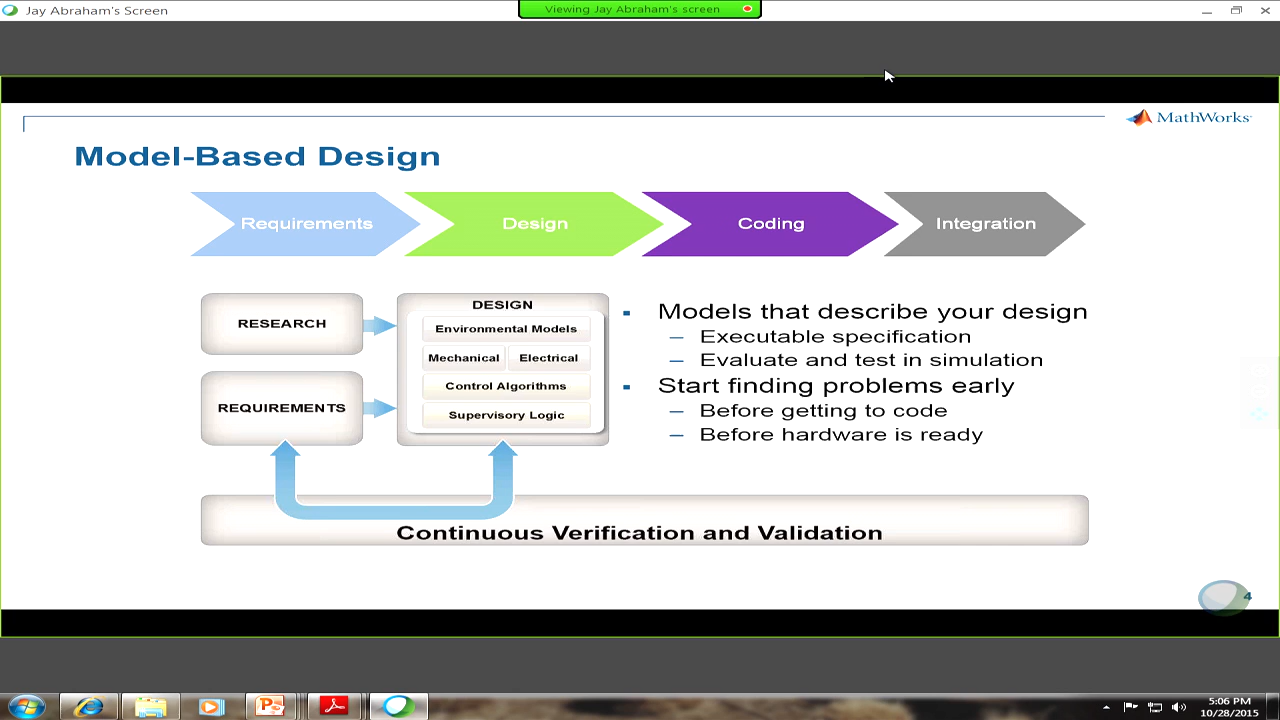 Jay Abraham's Screen
Viewing Jay Abraham's screen
MathWorks
Model-Based Design
Requirements
Design
Coding
Integration
RESEARCH
REQUIREMENTS
DESIGN
Environmental Models
Mechanical
Electrical
Control Algorithms
Supervisory Logic
Models that describe your design
Executable specification
Evaluate and test in simulation
Start finding problems early
Before getting to code
Before hardware is ready
Continuous Verification and Validation
4
5:06 PM
10/28/2015